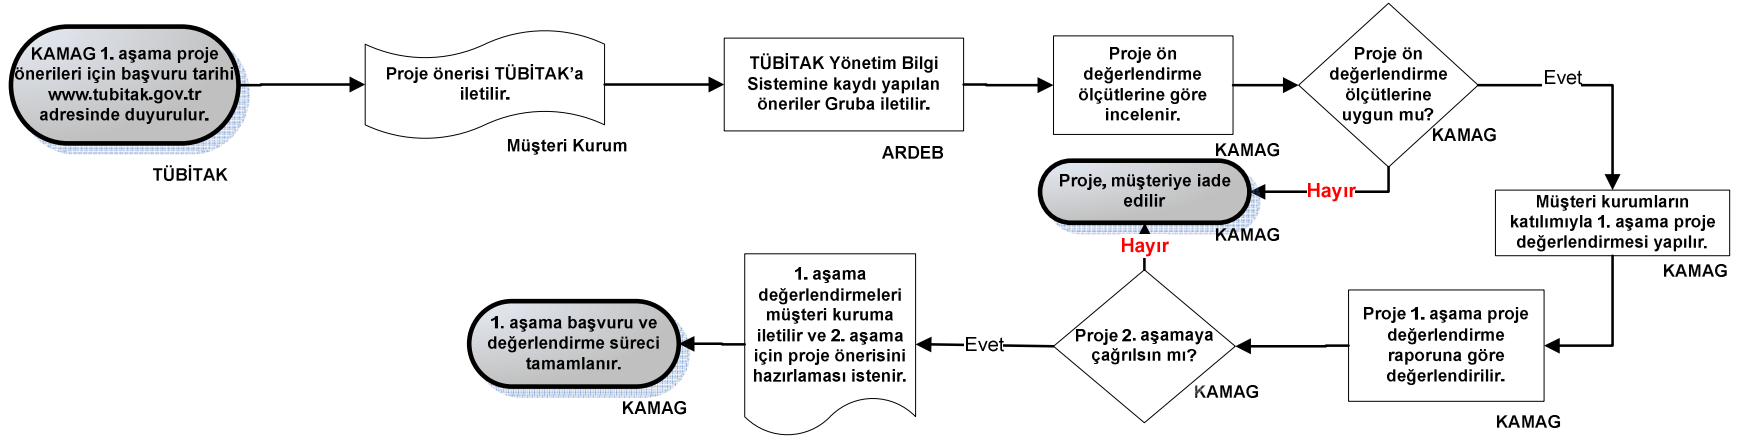 KAMAG 1. aşama proje
önerileri için başvuru tarihi
www.tubitak.gov.tr
adresinde duyurulur.
TÜBİTAK
Proje önerisi TÜBİTAK’a
iletilir.
Müşteri Kurum
TÜBİTAK Yönetim Bilgi
Sistemine kaydı yapılan
öneriler Gruba iletilir.
ARDEB
Proje ön
değerlendirme
ölçütlerine göre
incelenir.
KAMAG
Proje ön
değerlendirme
ölçütlerine
uygun mu?
KAMAG
Evet
Hayır
Proje, müşteriye iade
edilir
KAMAG
Müşteri kurumların
katılımıyla 1. aşama proje
değerlendirmesi yapılır.
KAMAG
Proje 1. aşama proje
değerlendirme
raporuna göre
değerlendirilir.
KAMAG
Proje 2. aşamaya
çağrılsın mı?
KAMAG
Hayır
Evet
1. aşama
değerlendirmeleri
müşteri kuruma
iletilir ve 2. aşama
için proje önerisini
hazırlaması istenir.
1. aşama başvuru ve
değerlendirme süreci
tamamlanır.
KAMAG